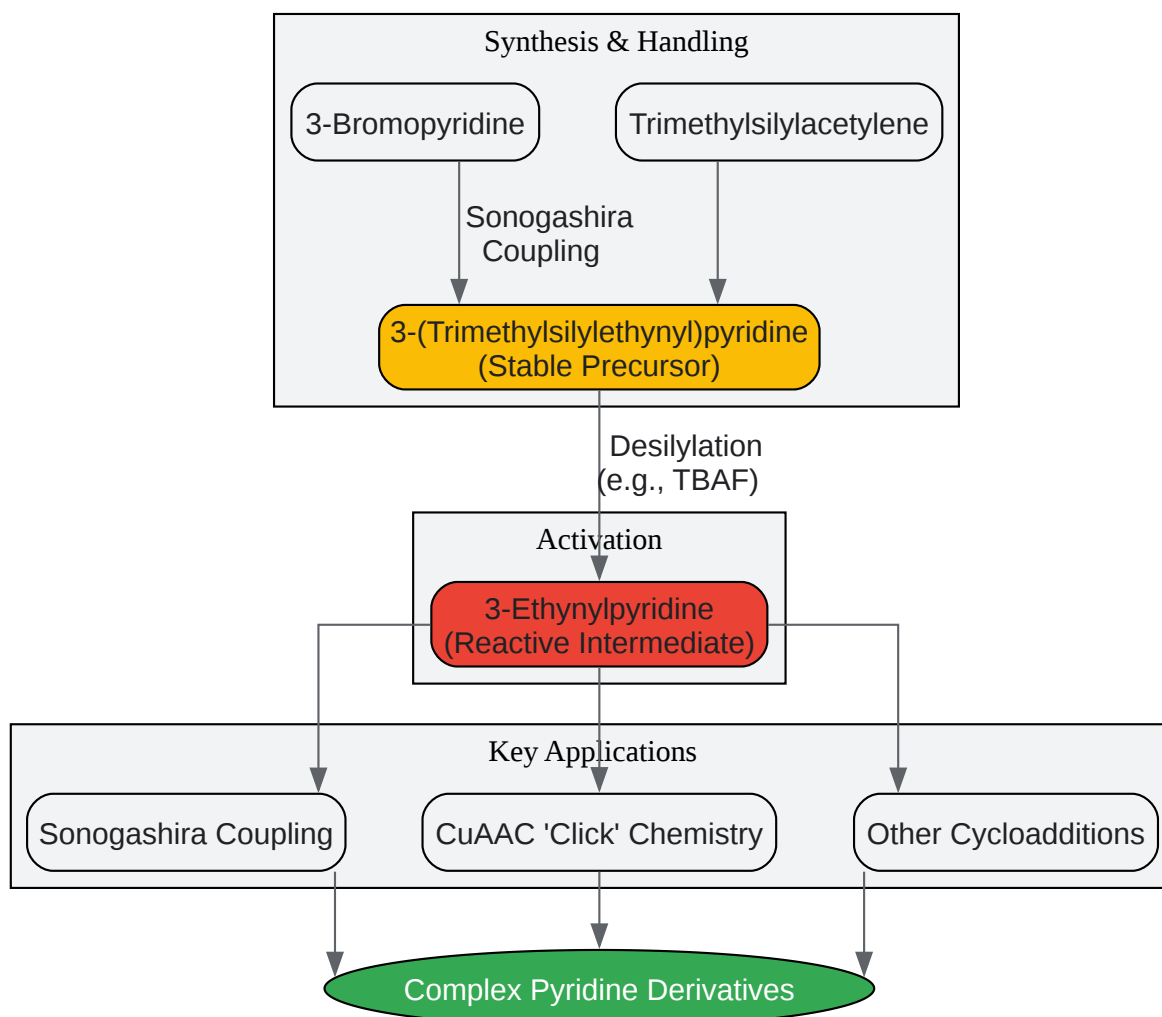 Synthesis & Handling
3-Bromopyridine
Trimethylsilylacetylene
Sonogashira
Coupling
3-(Trimethylsilylethynyl)pyridine
(Stable Precursor)
Desilylation
(e.g., TBAF)
Activation
3-Ethynylpyridine
(Reactive Intermediate)
Key Applications
Sonogashira Coupling
CuAAC 'Click' Chemistry
Other Cycloadditions
Complex Pyridine Derivatives